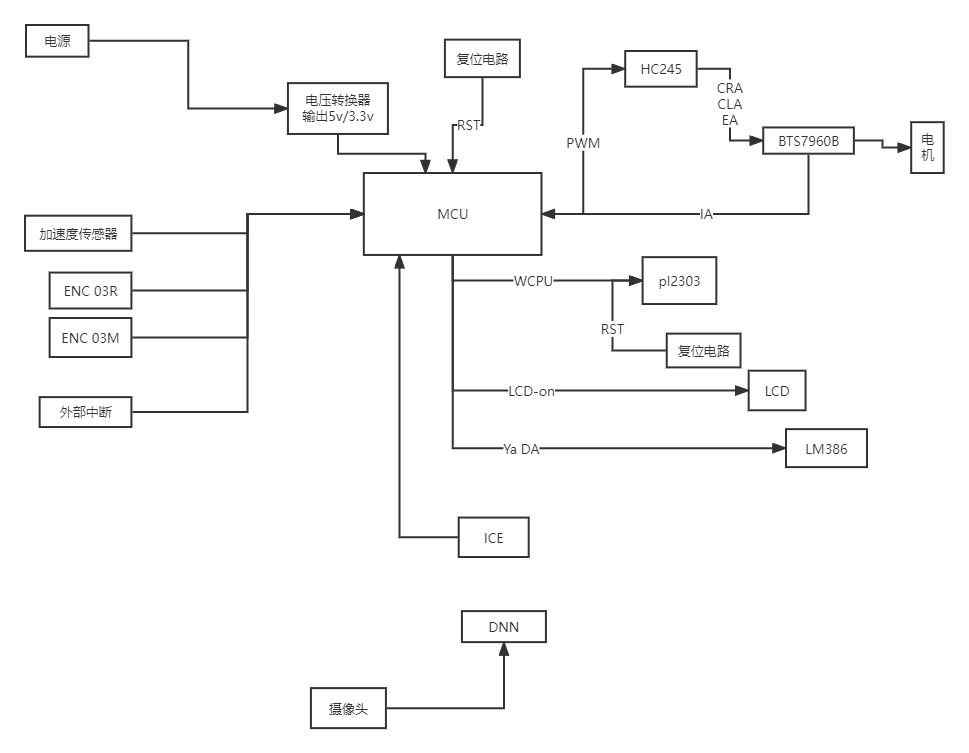 电源
复位电路
HC245
电压转换器
输出5v/3.3v
CRA
CLA
EA
RST
PWM
BTS7960B
电
机
MCU
IA
加速度传感器
ENC 03R
WCPU
pl2303
ENC 03M
RST
复位电路
外部中断
LCD-on
LCD
Ya DA
LM386
ICE
DNN
摄像头